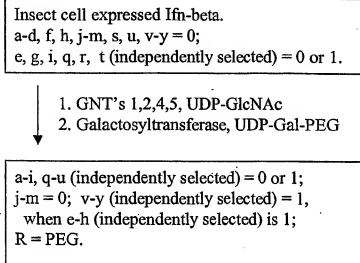 Insect cell expressed Ifn-beta.
a-d, f, h, j-m, s, u, v-y = 0;
e, g, i, q, r, t (independently selected) = 0 or 1.
1. GNT's 1,2,4,5, UDP-GlcNAc
2. Galactosyltransferase, UDP-Gal-PEG
a-i, q-u (independently selected) = 0 or 1;
j-m = 0; v-y (independently selected) = 1,
when e-h (independently selected) is 1;
R = PEG.